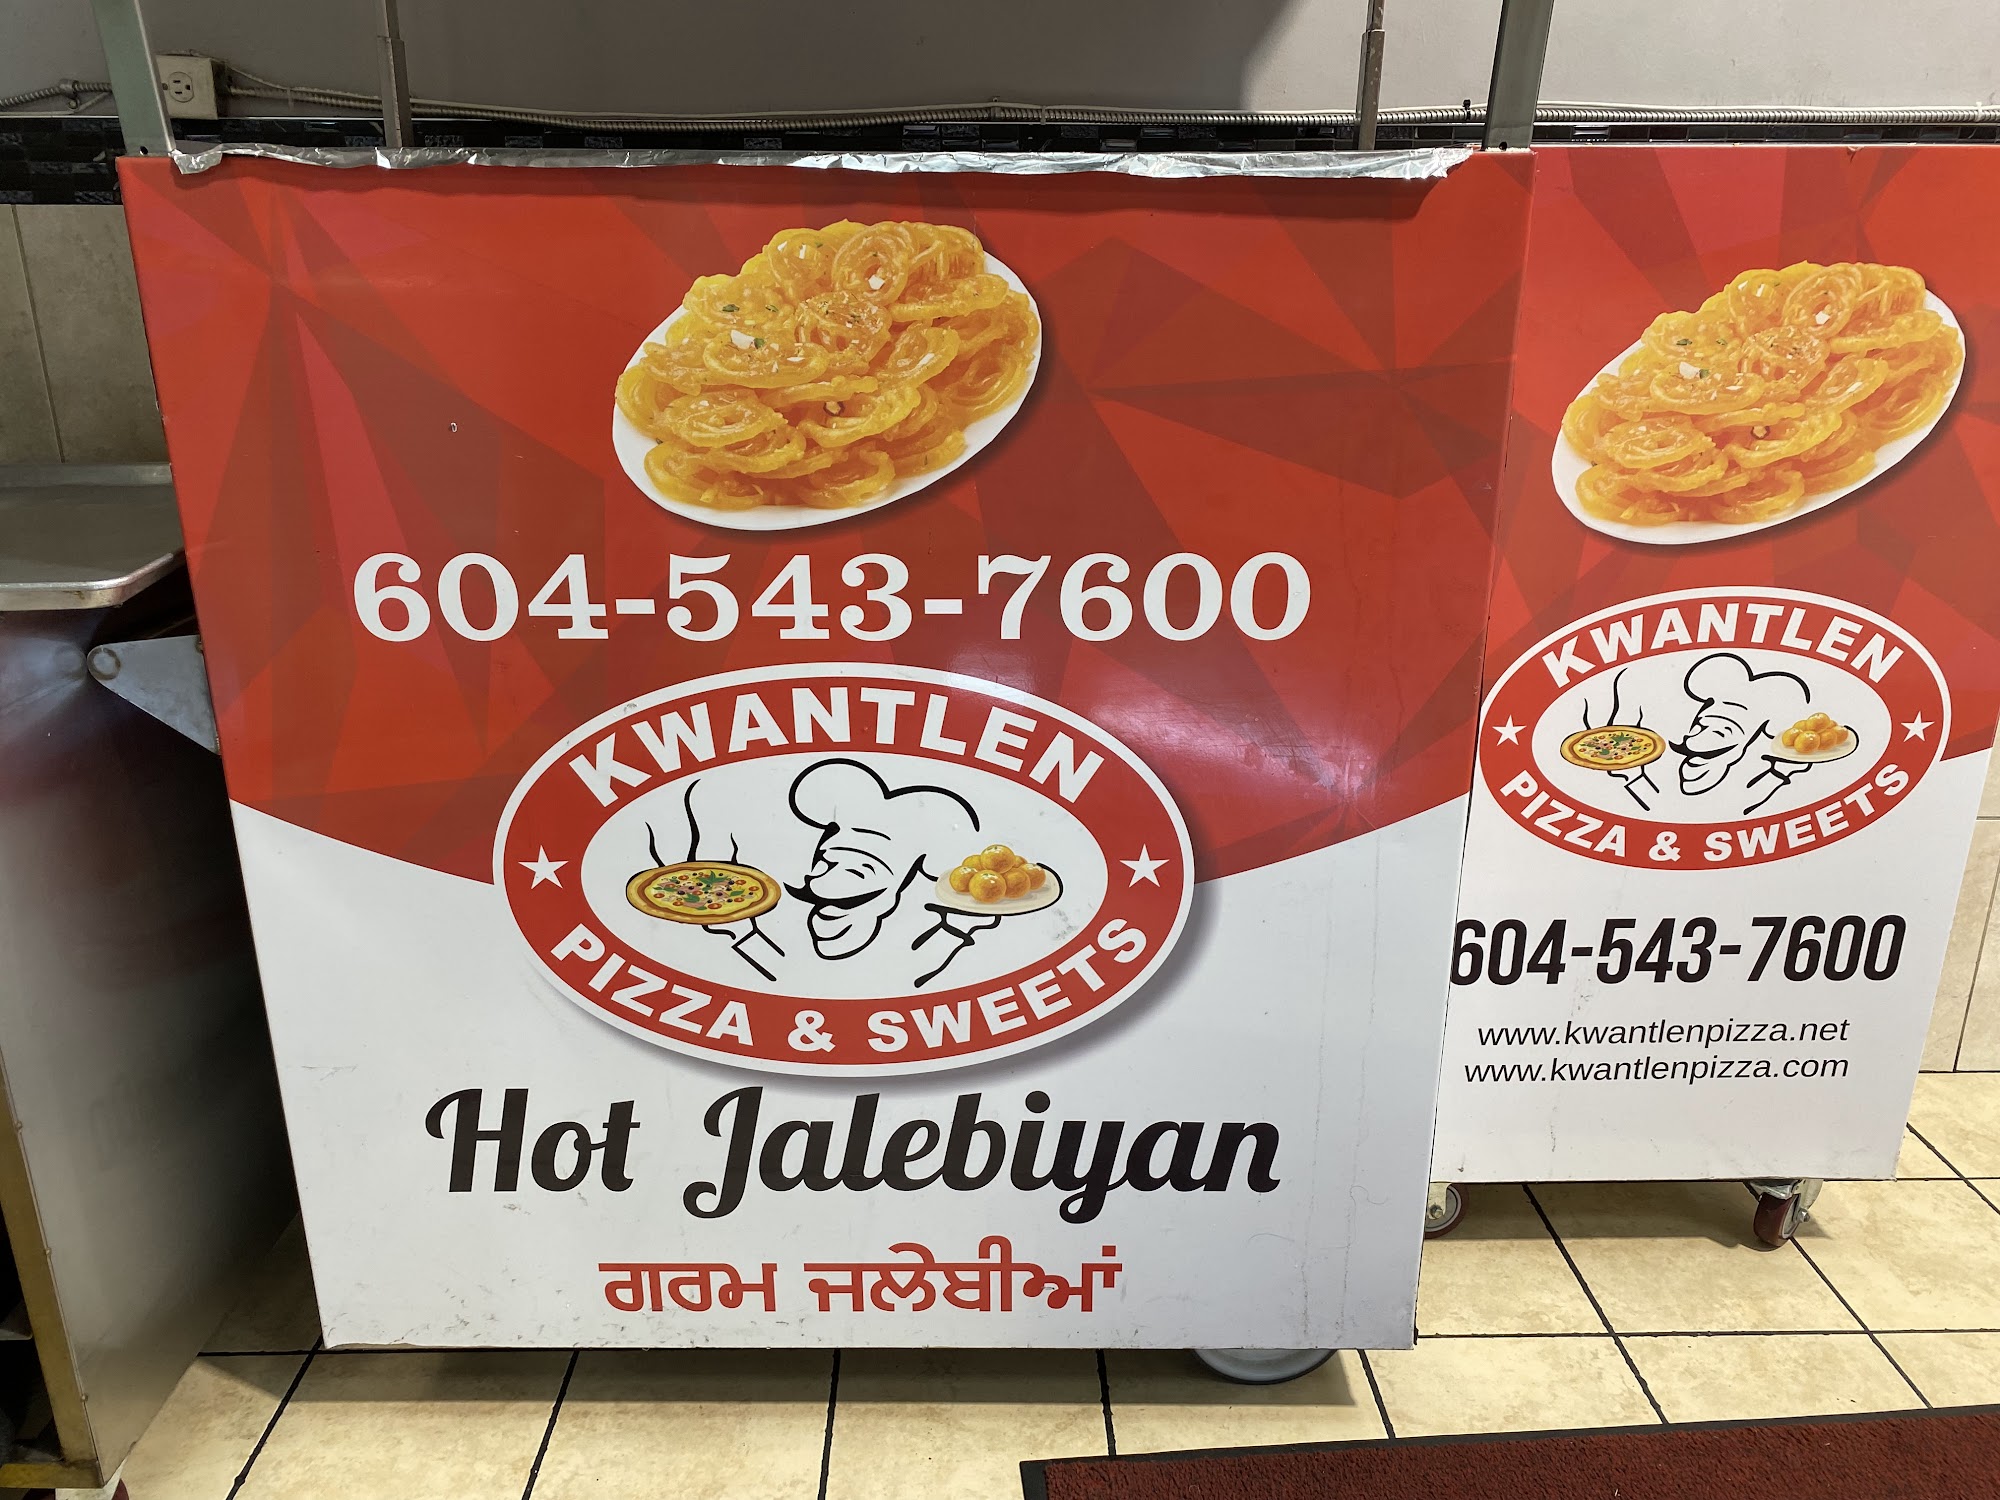 604-543-7600
KWANTLEN
PIZZA & SWEETS
Hot Jalebiyan
ਗਰਮ ਜਲੇਬੀਆਂ
KWANTLEN
PIZZA & SWEETS
604-543-7600
www.kwantlenpizza.net
www.kwantlenpizza.com